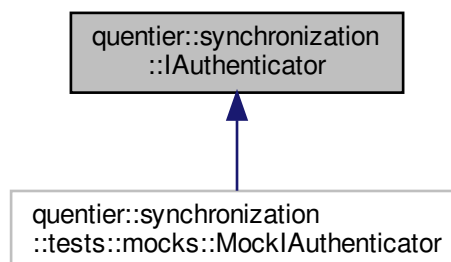 quentier::synchronization
::IAuthenticator
quentier::synchronization
::tests::mocks::MockIAuthenticator